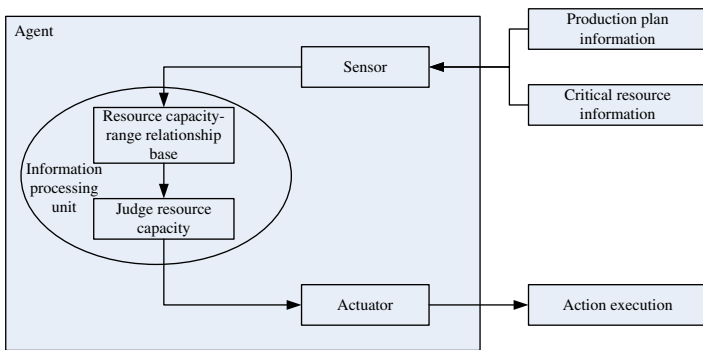 Agent
Production plan
information
Sensor
Critical resource
information
Resource capacity-
range relationship
base
Information
processing
unit
Judge resource
capacity
Actuator
Action execution